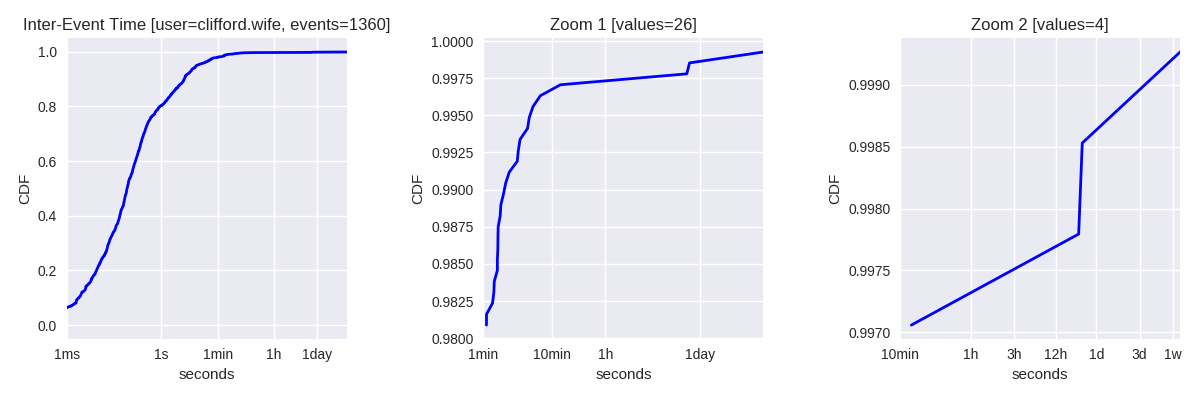 Inter-Event Time [user=clifford.wife, events=1360]
CDF
1.0
0.8
0.6
0.4
0.2
0.0
1ms 1s 1min 1h 1day
seconds
Zoom 1 [values=26]
CDF
1.0000
0.9975
0.9950
0.9925
0.9900
0.9875
0.9850
0.9825
0.9800
1min 10min 1h 1day
seconds
Zoom 2 [values=4]
CDF
0.9990
0.9985
0.9980
0.9975
0.9970
10min 1h 3h 12h 1d 3d 1w
seconds